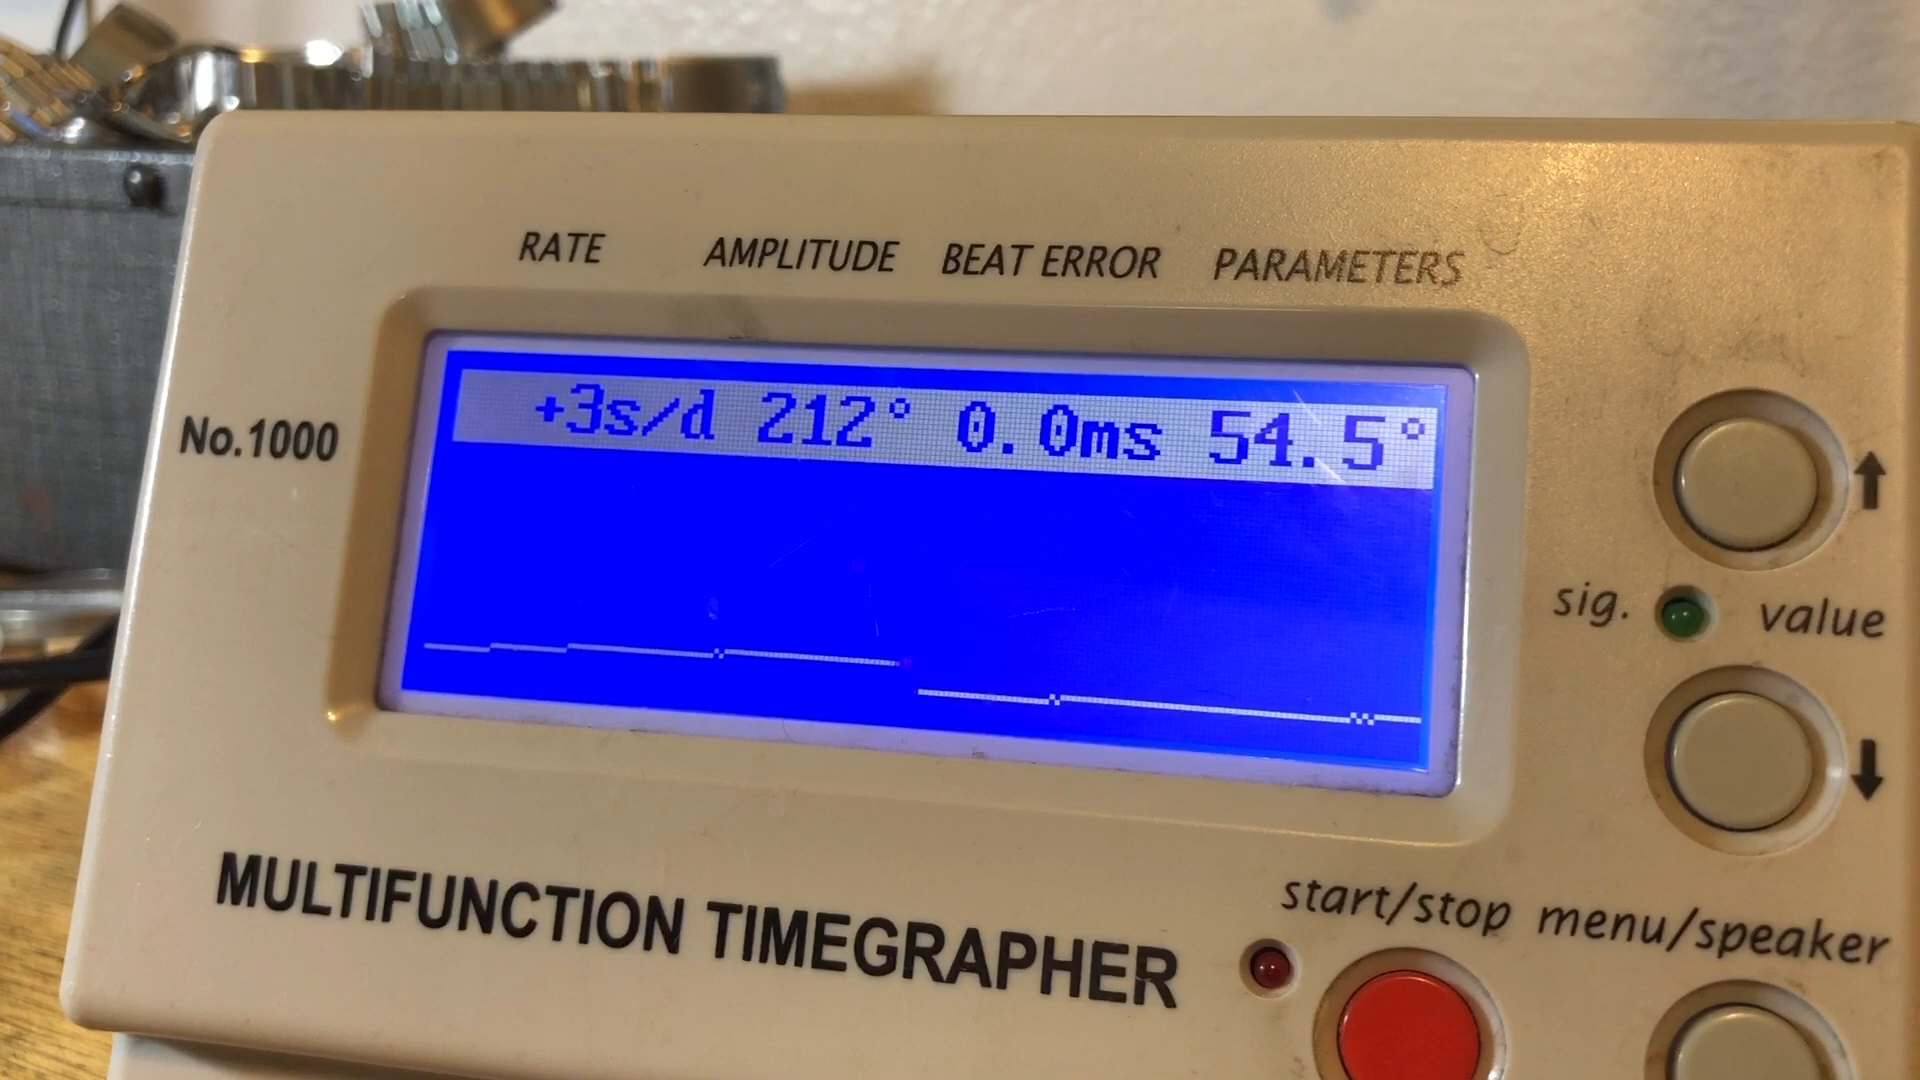 RATE AMPLITUDE BEAT ERROR PARAMETERS
+3s/d 212° 0.0ms 54.5°
No.1000
sig. value
MULTIFUNCTION TIMEGRAPHER
start/stop menu/speaker